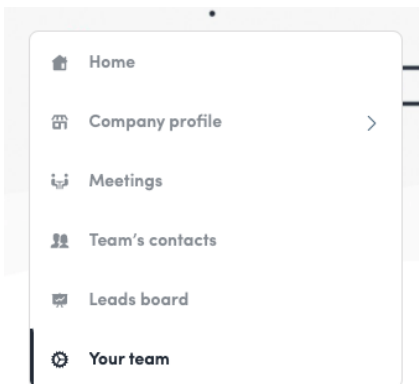 Home
Company profile
Meetings
Team's contacts
Leads board
Your team